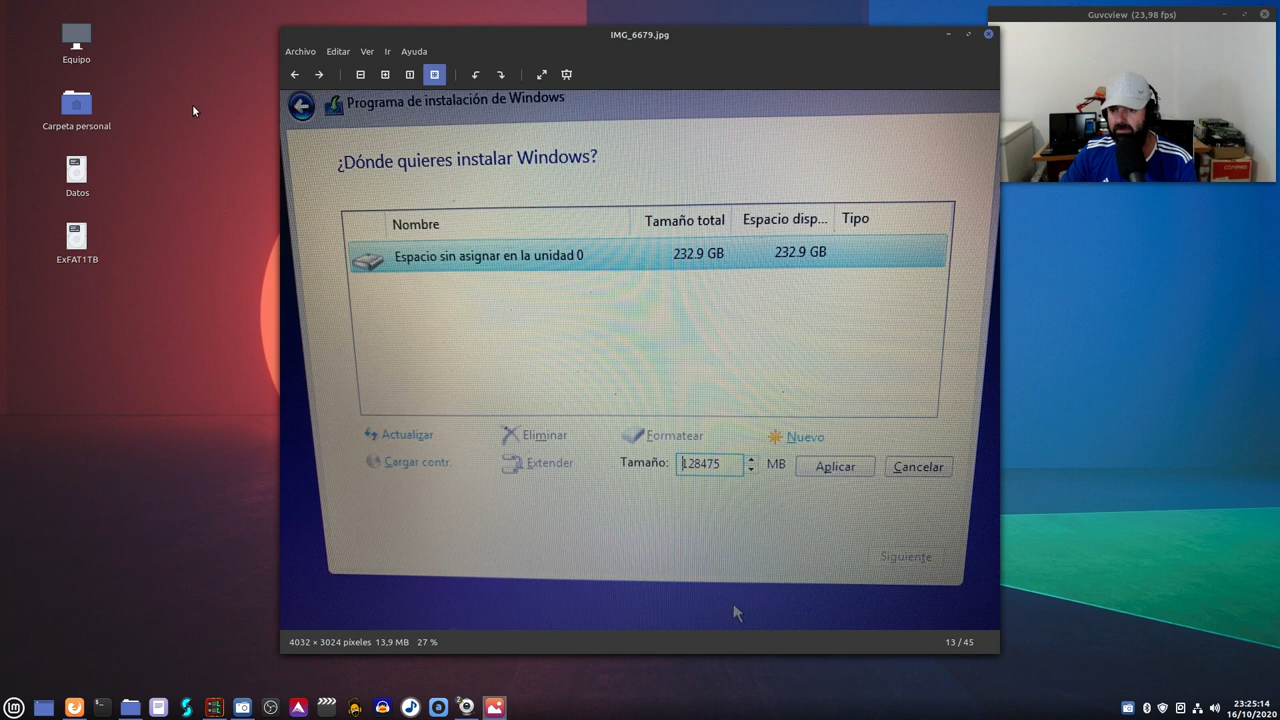 Guvcview (23,98 fps)
IMG_6679.jpg
Archivo Editar Ver Ir Ayuda
Equipo
Carpeta personal
Datos
ExFAT1TB
Programa de instalación de Windows
¿Dónde quieres instalar Windows?
Nombre Tamaño total Espacio disp... Tipo
Espacio sin asignar en la unidad 0 232.9 GB 232.9 GB
Actualizar Eliminar Formatear Nuevo
Cargar contr. Extender Tamaño: 128475 MB Aplicar Cancelar
Siguiente
4032 × 3024 píxeles 13,9 MB 27 % 13 / 45
23:25:14
16/10/2020